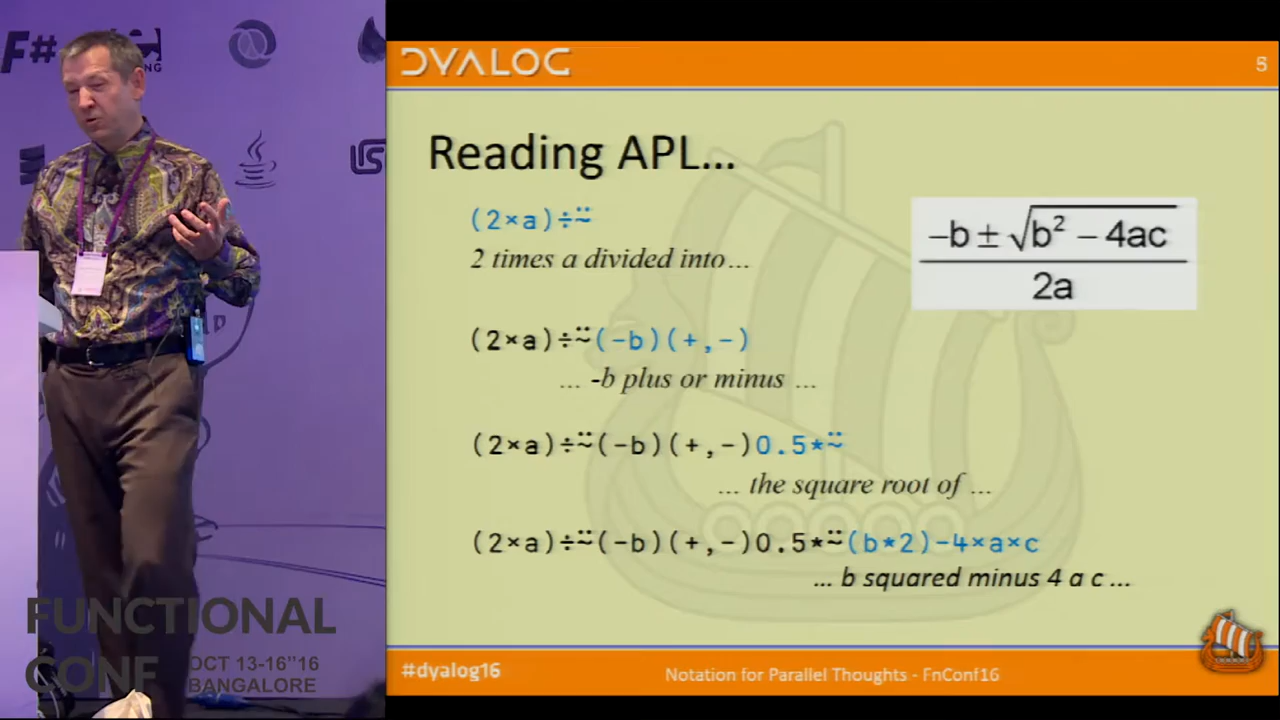 F#
DYALOG
5
Reading APL...
(2×a)÷⍨
2 times a divided into...
(2×a)÷⍨(-b)(+,-)
... -b plus or minus ...
(2×a)÷⍨(-b)(+,-)0.5*⍨
... the square root of ...
(2×a)÷⍨(-b)(+,-)0.5*⍨(b*2)-4×a×c
... b squared minus 4 a c ...
-b ± √b² - 4ac
2a
FUNCTIONAL
CONF
OCT 13-16"16
BANGALORE
#dyalog16
Notation for Parallel Thoughts - FnConf16